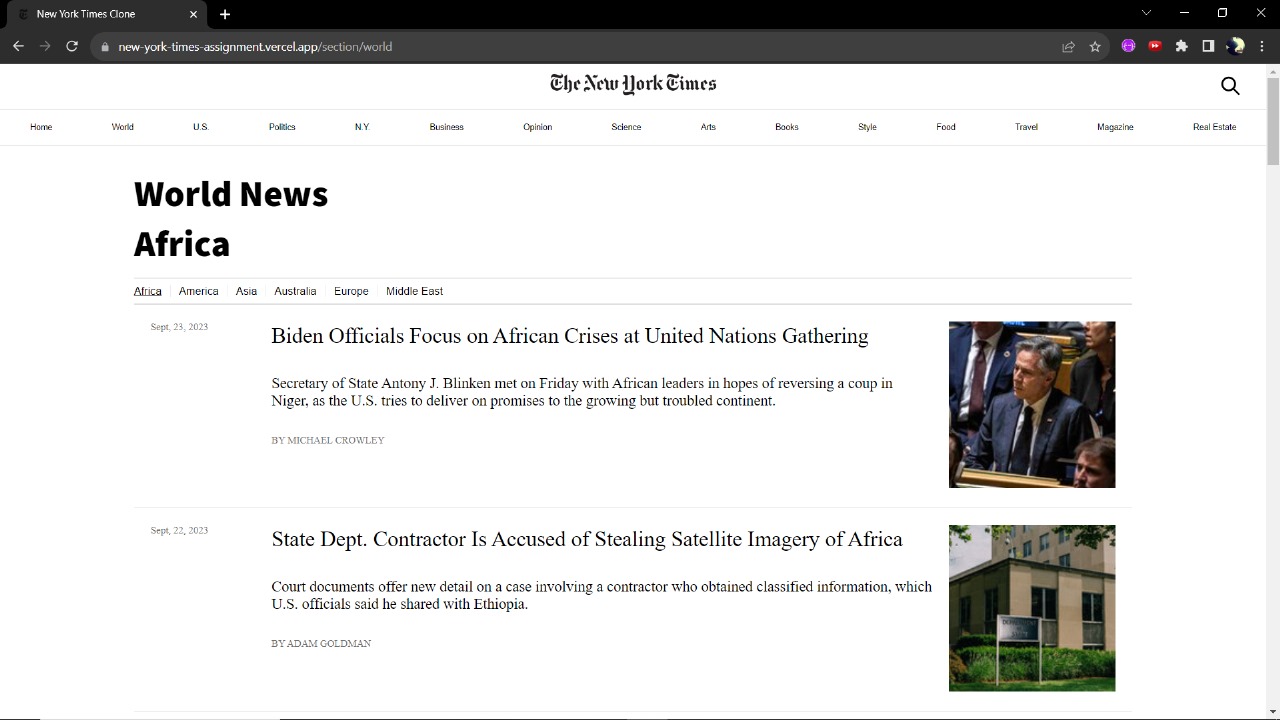 New York Times Clone
new-york-times-assignment.vercel.app/section/world
The New York Times
Home World U.S. Politics N.Y. Business Opinion Science Arts Books Style Food Travel Magazine Real Estate
World News
Africa
Africa America Asia Australia Europe Middle East
Sept, 23, 2023
Biden Officials Focus on African Crises at United Nations Gathering
Secretary of State Antony J. Blinken met on Friday with African leaders in hopes of reversing a coup in
Niger, as the U.S. tries to deliver on promises to the growing but troubled continent.
BY MICHAEL CROWLEY
Sept, 22, 2023
State Dept. Contractor Is Accused of Stealing Satellite Imagery of Africa
Court documents offer new detail on a case involving a contractor who obtained classified information, which
U.S. officials said he shared with Ethiopia.
BY ADAM GOLDMAN